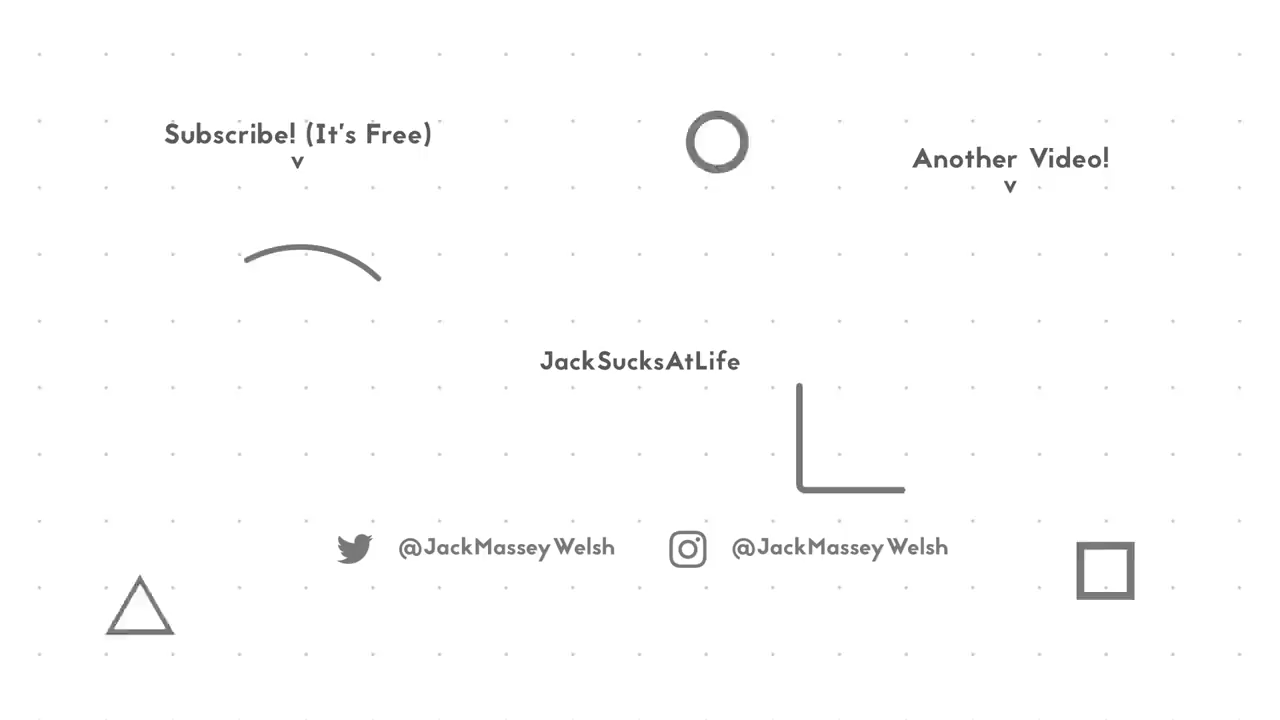 Subscribe! (It's Free)
v
Another Video!
v
JackSucksAtLife
@JackMasseyWelsh
@JackMasseyWelsh